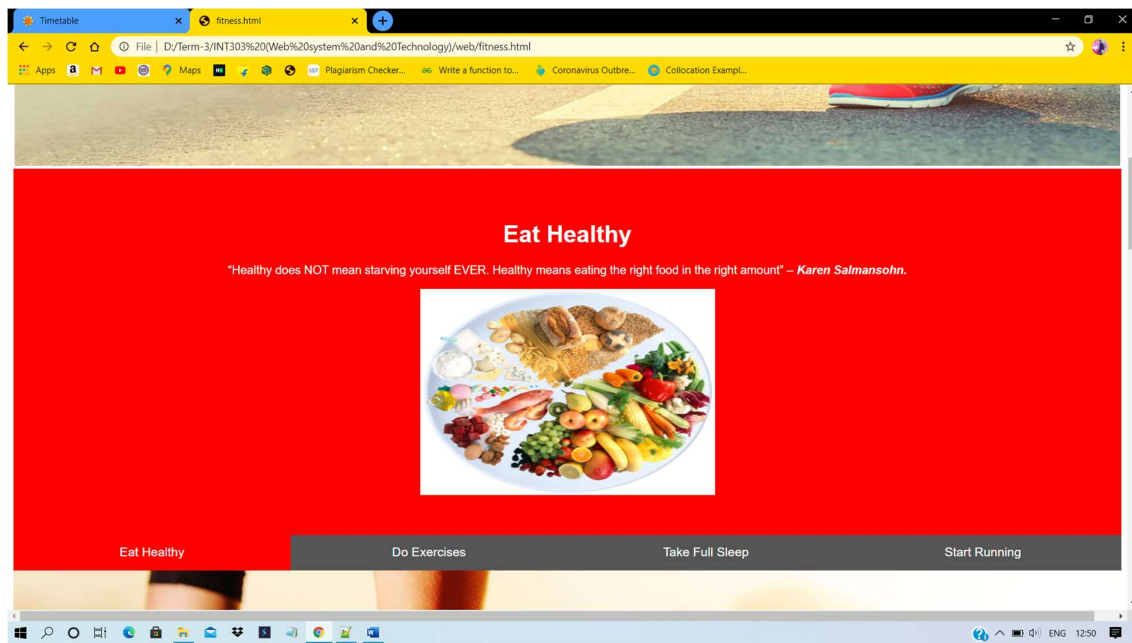 Timetable
fitness.html
File | D:/Term-3/INT303%20(Web%20system%20and%20Technology)/web/fitness.html
Apps
Maps
Plagiarism Checker...
Write a function to...
Coronavirus Outbre...
Collocation Exampl...
Eat Healthy
“Healthy does NOT mean starving yourself EVER. Healthy means eating the right food in the right amount” – Karen Salmansohn.
Eat Healthy
Do Exercises
Take Full Sleep
Start Running
ENG 12:50